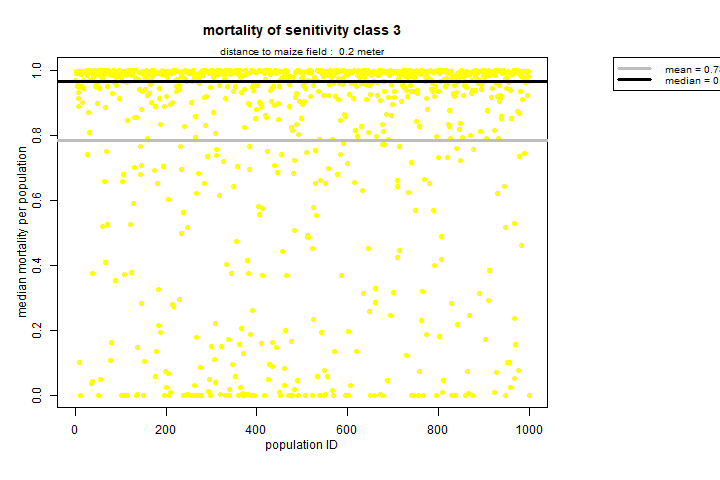 mortality of senitivity class 3
distance to maize field : 0.2 meter
mean = 0.78
median = 0
median mortality per population
1.0
0.8
0.6
0.4
0.2
0.0
0
200
400
600
800
1000
population ID